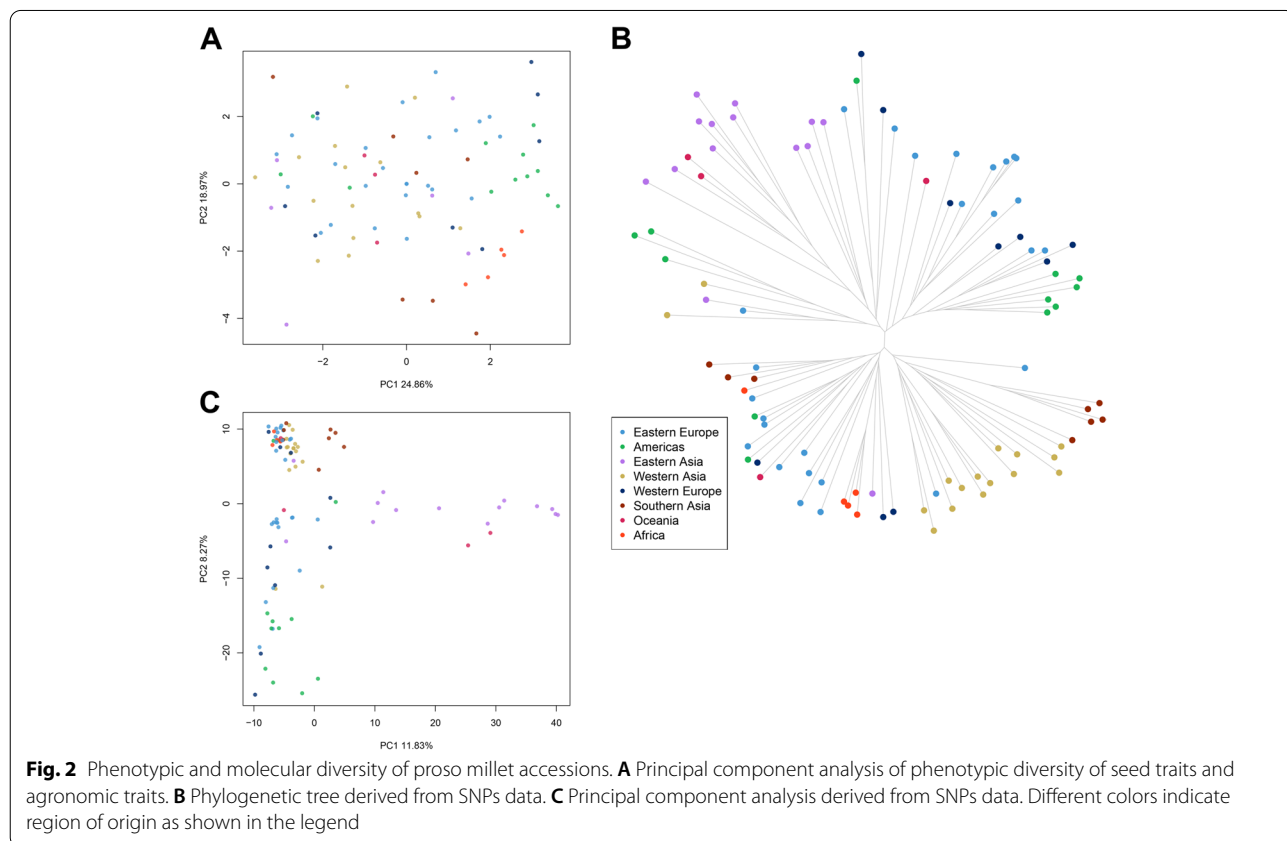 A
B
2
0
−2
−4
PC2 18.97%
−2
0
2
PC1 24.86%
C
10
0
−10
−20
PC2 8.27%
−10
0
10
20
30
40
PC1 11.83%
Eastern Europe
Americas
Eastern Asia
Western Asia
Western Europe
Southern Asia
Oceania
Africa
Fig. 2 Phenotypic and molecular diversity of proso millet accessions. A Principal component analysis of phenotypic diversity of seed traits and
agronomic traits. B Phylogenetic tree derived from SNPs data. C Principal component analysis derived from SNPs data. Different colors indicate
region of origin as shown in the legend